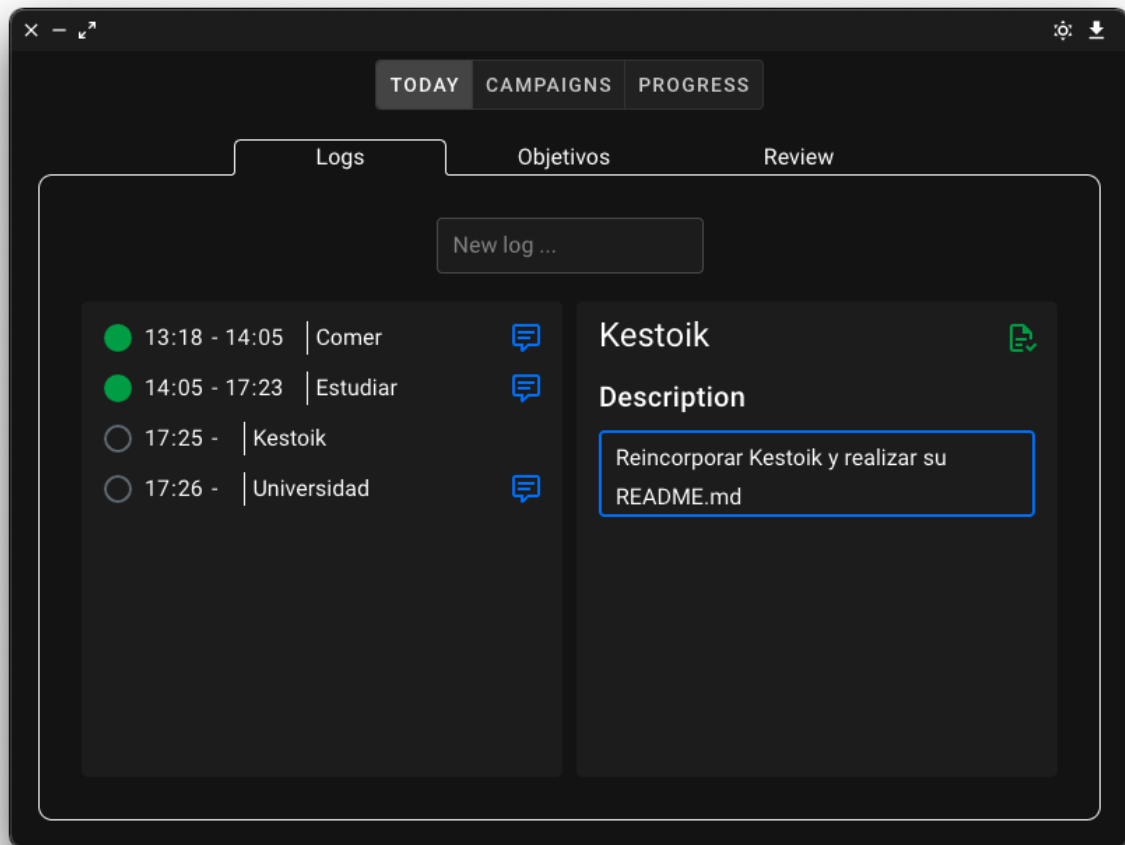 TODAY CAMPAIGNS PROGRESS
Logs Objetivos Review
New log ...
13:18 - 14:05 Comer
14:05 - 17:23 Estudiar
17:25 - Kestoik
17:26 - Universidad
Kestoik
Description
Reincorporar Kestoik y realizar su
README.md